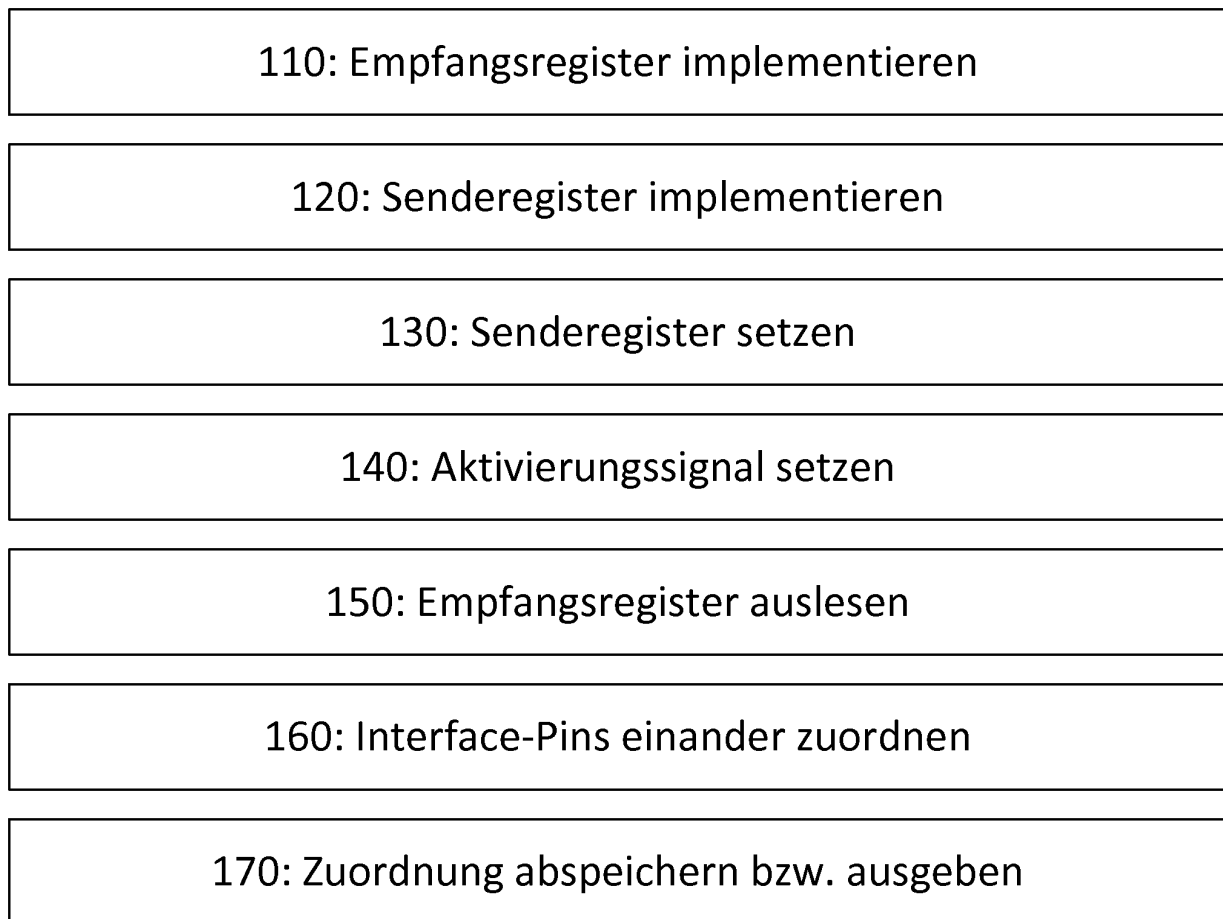 110: Empfangsregister implementieren
120: Senderegister implementieren
130: Senderegister setzen
140: Aktivierungssignal setzen
150: Empfangsregister auslesen
160: Interface-Pins einander zuordnen
170: Zuordnung abspeichern bzw. ausgeben